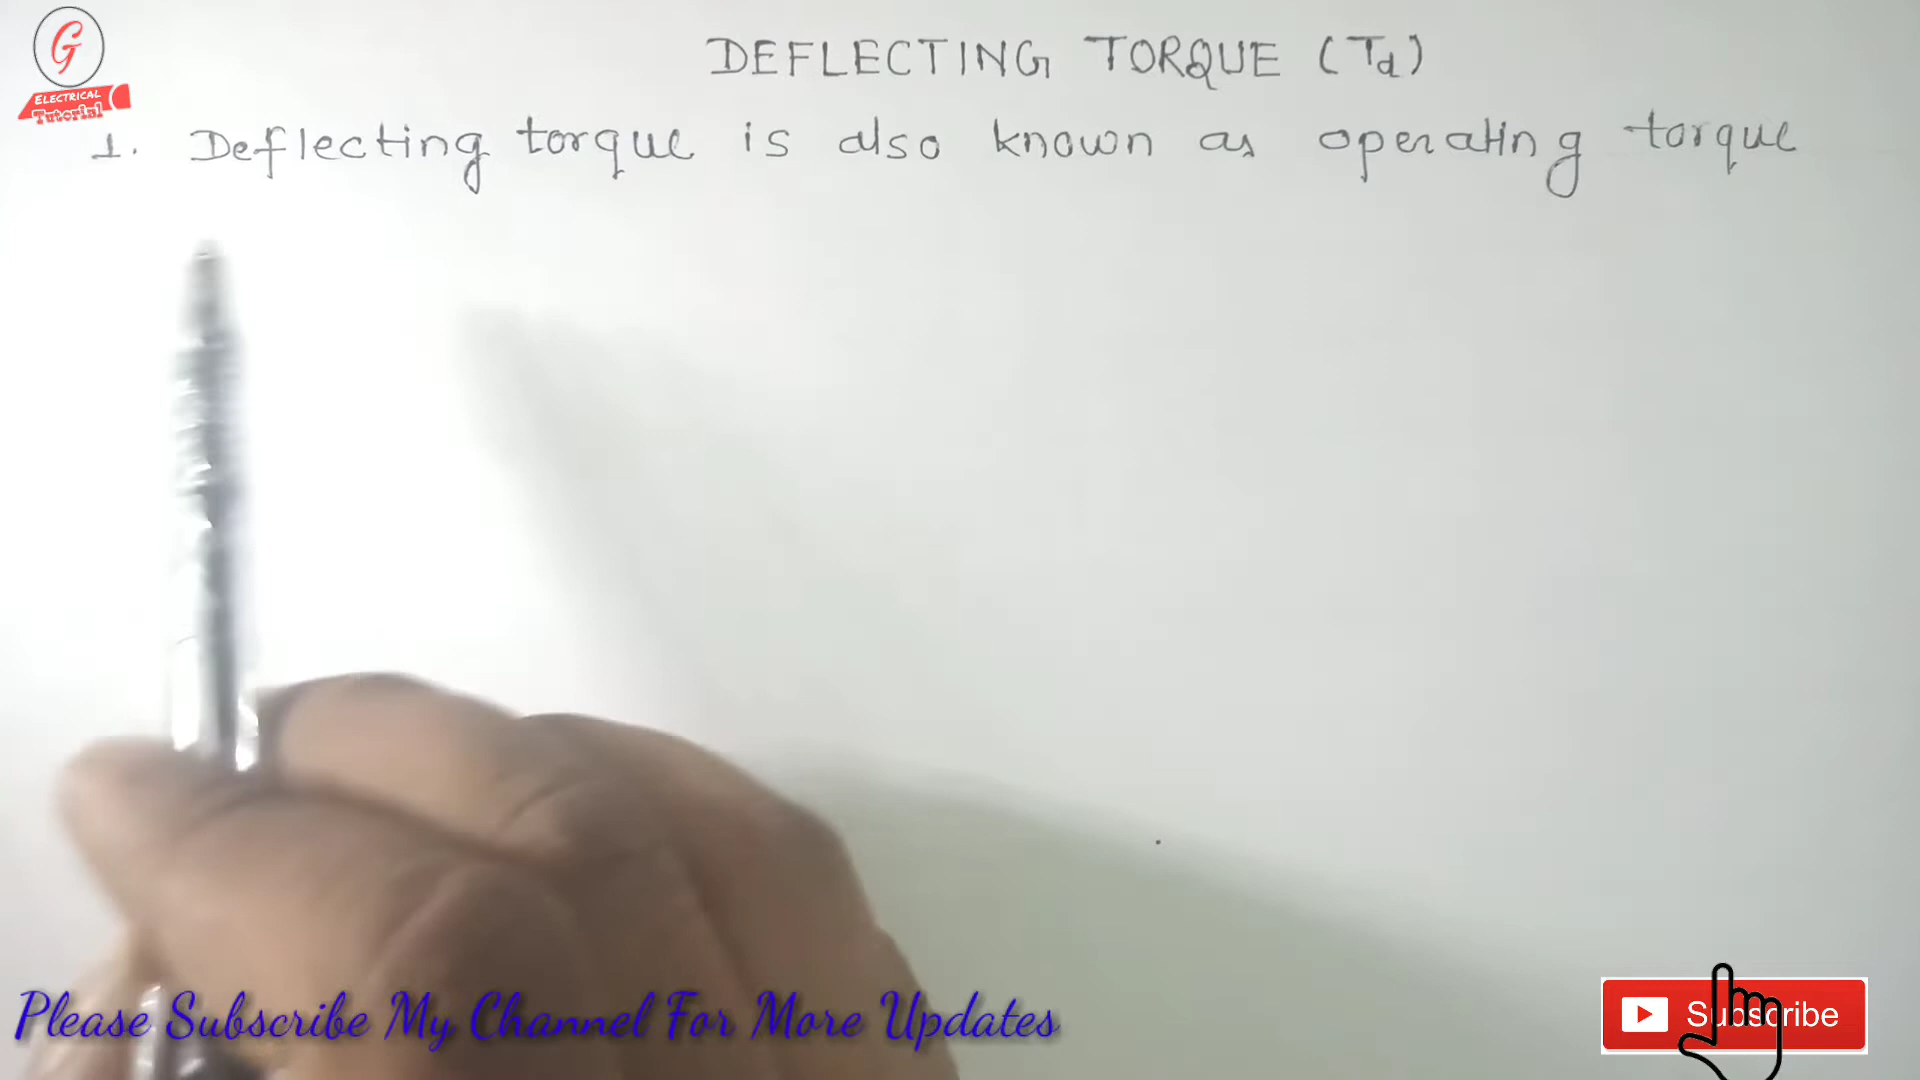 G
ELECTRICAL
Tutorial
DEFLECTING TORQUE (Td)
1. Deflecting torque is also known as operating torque
Please Subscribe My Channel For More Updates
Subscribe